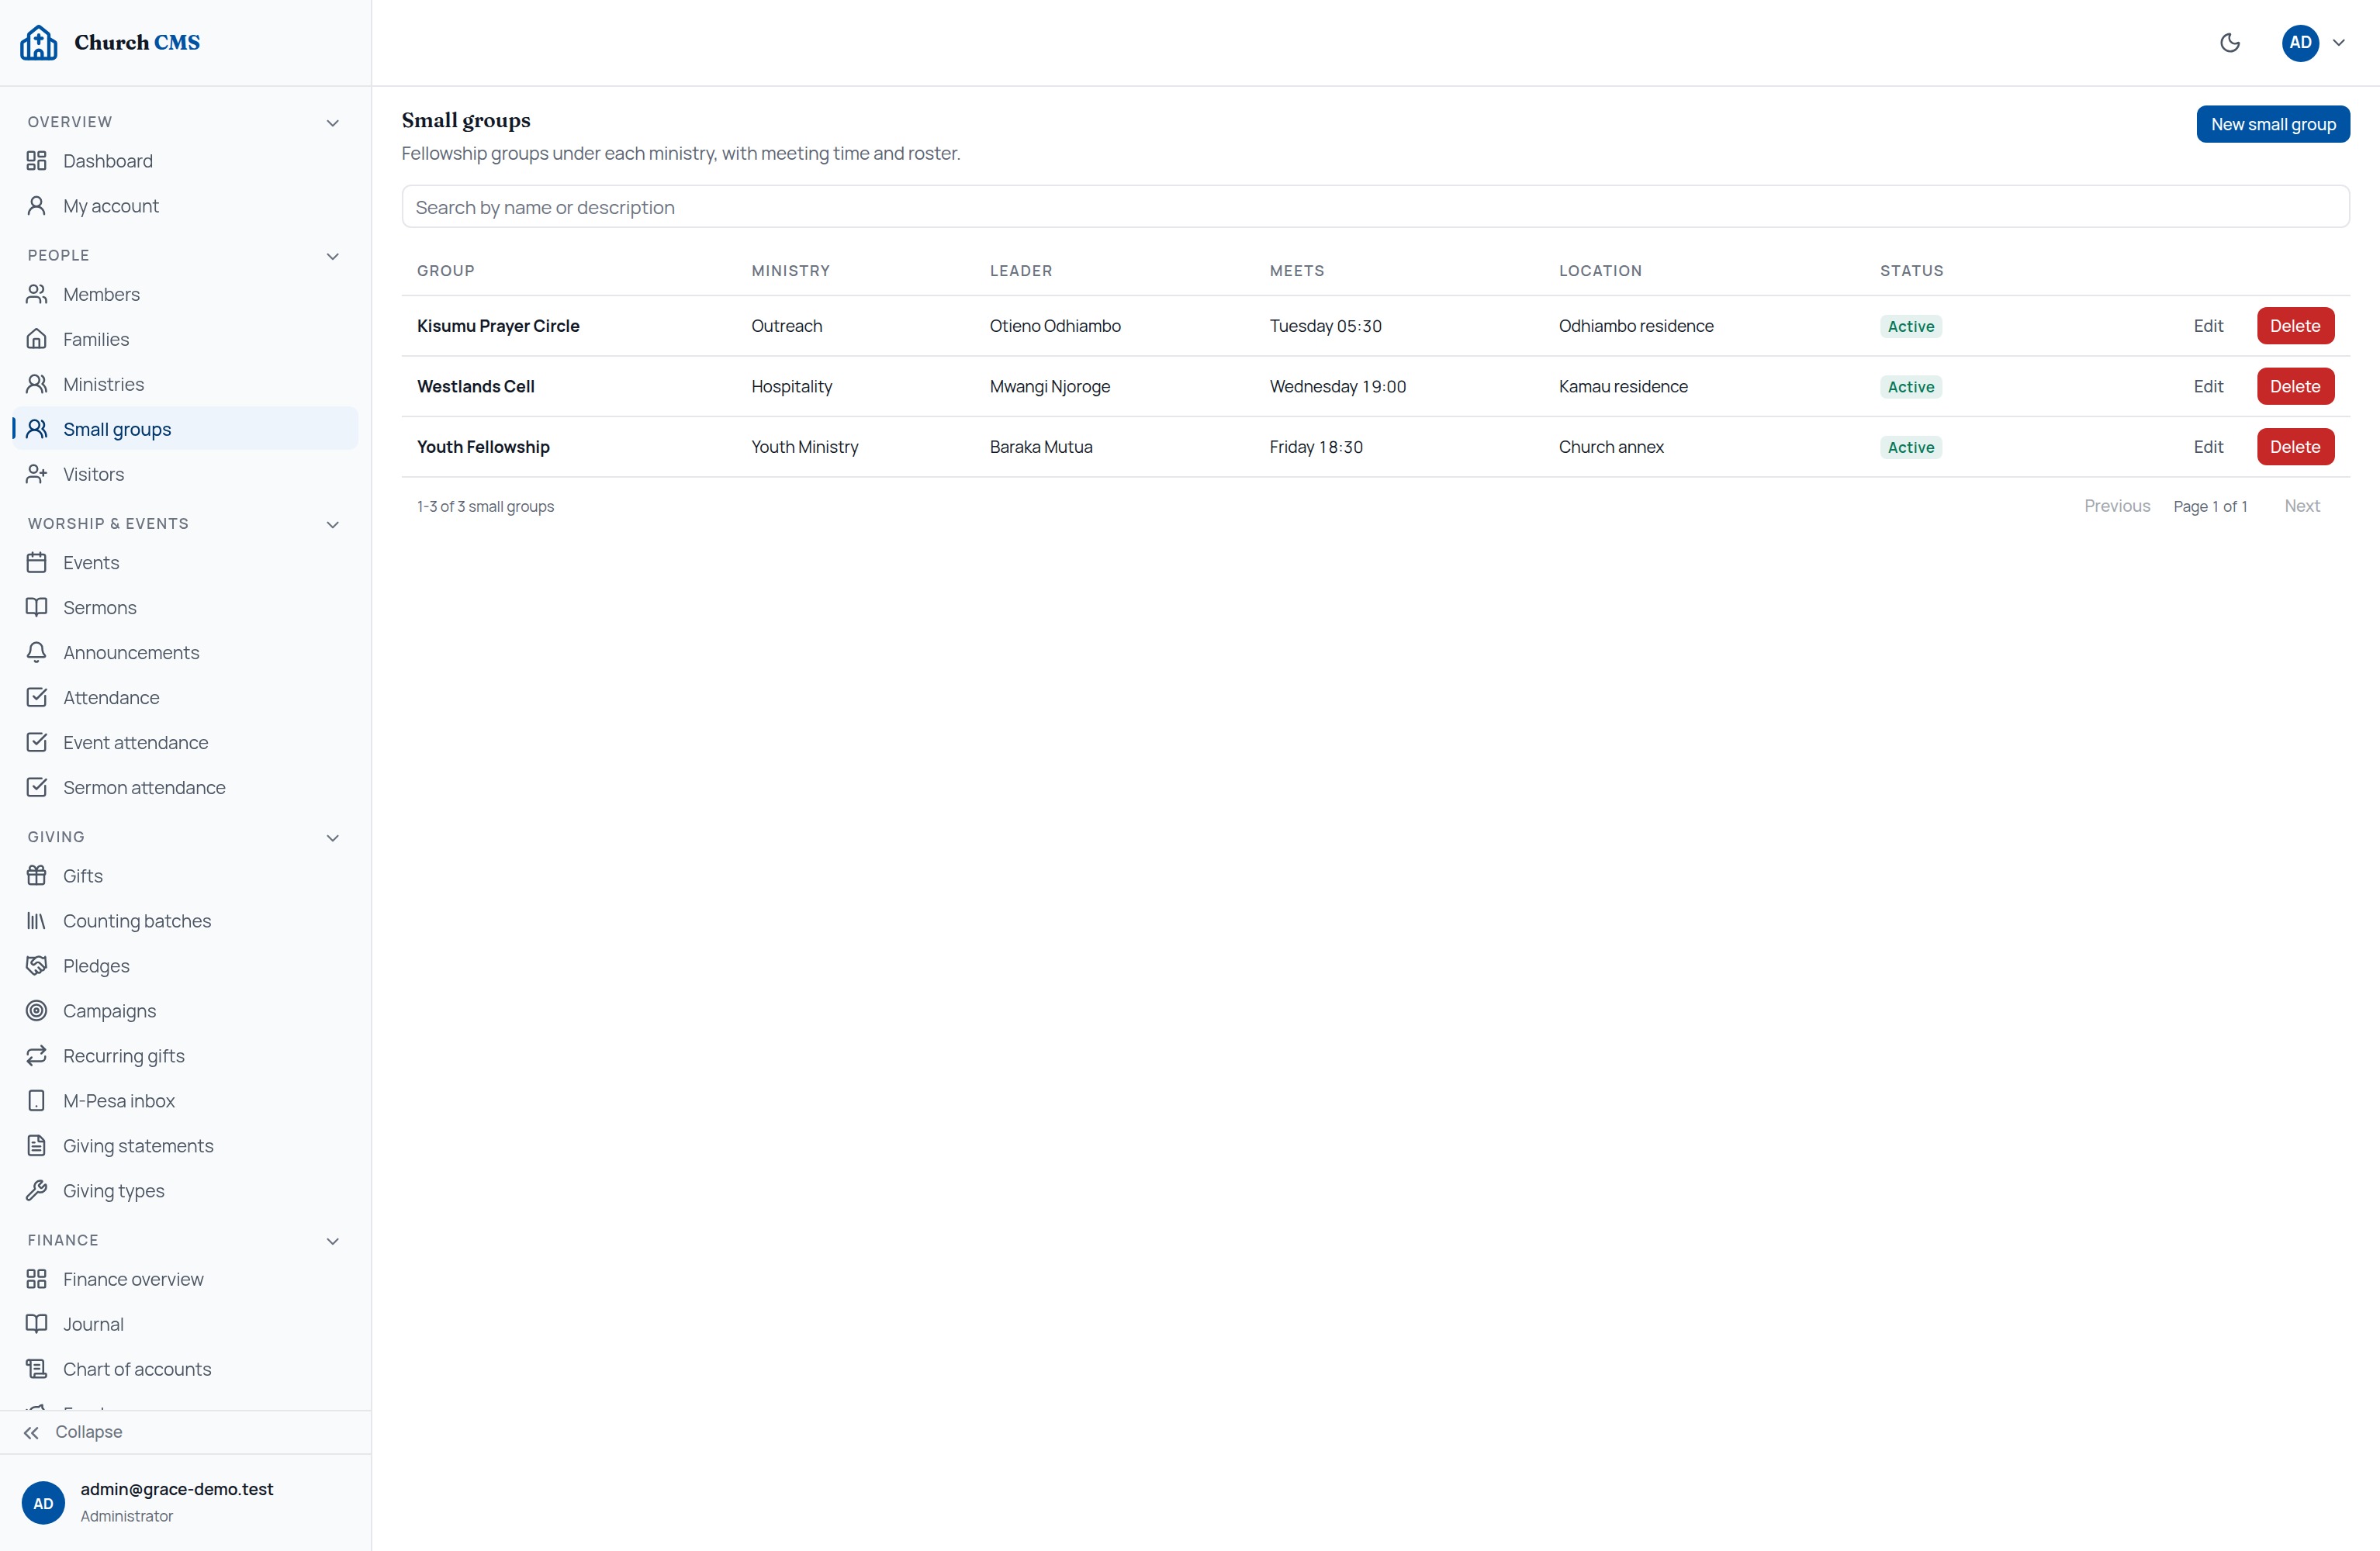 Church CMS
AD
OVERVIEW
Dashboard
My account
PEOPLE
Members
Families
Ministries
Small groups
Visitors
WORSHIP & EVENTS
Events
Sermons
Announcements
Attendance
Event attendance
Sermon attendance
GIVING
Gifts
Counting batches
Pledges
Campaigns
Recurring gifts
M-Pesa inbox
Giving statements
Giving types
FINANCE
Finance overview
Journal
Chart of accounts
Collapse
AD
admin@grace-demo.test
Administrator
Small groups
New small group
Fellowship groups under each ministry, with meeting time and roster.
Search by name or description
GROUP MINISTRY LEADER MEETS LOCATION STATUS
Kisumu Prayer Circle Outreach Otieno Odhiambo Tuesday 05:30 Odhiambo residence Active Edit Delete
Westlands Cell Hospitality Mwangi Njoroge Wednesday 19:00 Kamau residence Active Edit Delete
Youth Fellowship Youth Ministry Baraka Mutua Friday 18:30 Church annex Active Edit Delete
1-3 of 3 small groups Previous Page 1 of 1 Next